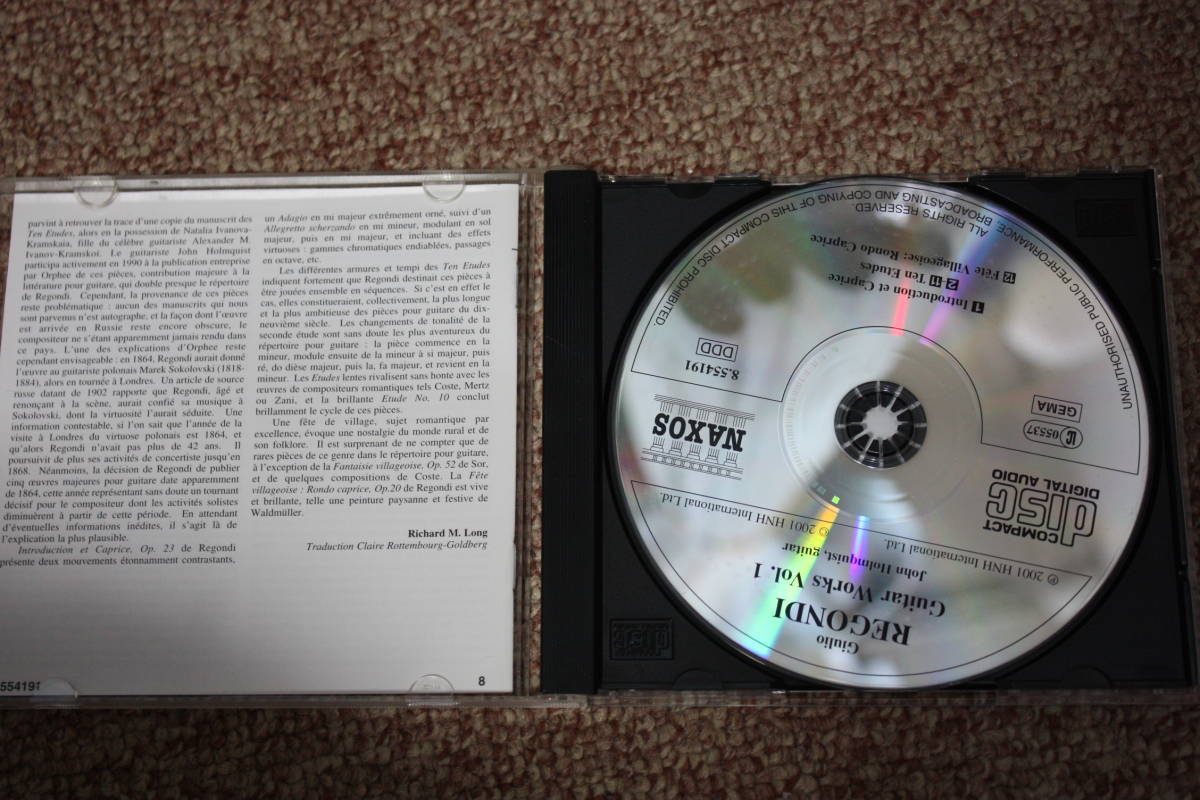 parvint à retrouver la trace d'une copie du manuscrit des
Ten Etudes, alors en la possession de Natalia Ivanova-
Kramskaia, fille du célèbre guitariste Alexander M.
Ivanov-Kramskoi. Le guitariste John Holmquist
participa activement en 1990 à la publication entreprise
par Orphee de ces pièces, contribution majeure à la
littérature pour guitare, qui double presque le répertoire
de Regondi. Cependant, la provenance de ces pièces
reste problématique : aucun des manuscrits qui nous
sont parvenus n'est autographe, et la façon dont l'œuvre
est arrivée en Russie reste encore obscure, le
compositeur ne s'étant apparemment jamais rendu dans
ce pays. L'une des explications d'Orphee reste
cependant envisageable : en 1864, Regondi aurait donné
l'œuvre au guitariste polonais Marek Sokolovski (1818-
1884), alors en tournée à Londres. Un article de source
russe datant de 1902 rapporte que Regondi, âgé et
renonçant à la scène, aurait confié sa musique à
Sokolovski, dont la virtuosité l'aurait séduite. Une
information contestable, si l'on sait que l'année de la
visite à Londres du virtuose polonais est 1864, et
qu'alors Regondi n'avait pas plus de 42 ans. Il
poursuivit de plus ses activités de concertiste jusqu'en
1868. Néanmoins, la décision de Regondi de publier
cinq œuvres majeures pour guitare date apparemment
de 1864, cette année représentant sans doute un tournant
décisif pour le compositeur dont les activités solistes
diminuèrent à partir de cette période. En attendant
d'éventuelles informations inédites, il s'agit là de
l'explication la plus plausible.
Introduction et Caprice, Op. 23 de Regondi
présente deux mouvements étonnamment contrastants,
un Adagio en mi majeur extrêmement orné, suivi d'un
Allegretto scherzando en mi mineur, modulant en sol
majeur, puis en mi majeur, et incluant des effets
virtuoses : gammes chromatiques endiablées, passages
en octave, etc.
Les différentes armures et tempi des Ten Etudes
indiquent fortement que Regondi destinait ces pièces à
être jouées ensemble en séquences. Si c'est en effet le
cas, elles constitueraient, collectivement, la plus longue
et la plus ambitieuse des pièces pour guitare du dix-
neuvième siècle. Les changements de tonalité de la
seconde étude sont sans doute les plus aventureux du
répertoire pour guitare : la pièce commence en la
mineur, module ensuite de la mineur à si majeur, puis
ré, do dièse majeur, puis la, fa majeur, et revient en la
mineur. Les Etudes lentes rivalisent sans honte avec les
œuvres de compositeurs romantiques tels Coste, Mertz
ou Zani, et la brillante Etude No. 10 conclut
brillamment le cycle de ces pièces.
Une fête de village, sujet romantique par
excellence, évoque une nostalgie du monde rural et de
son folklore. Il est surprenant de ne compter que de
rares pièces de ce genre dans le répertoire pour guitare,
à l'exception de la Fantaisie villageoise, Op. 52 de Sor,
et de quelques compositions de Coste. La Fête
villageoise : Rondo caprice, Op.20 de Regondi est vive
et brillante, telle une peinture paysanne et festive de
Waldmüller.
Richard M. Long
Traduction Claire Rottembourg-Goldberg
554191
8
Giulio
REGONDI
Guitar Works Vol. 1
John Holmquist, guitar
℗ 2001 HNH International Ltd. © 2001 HNH International Ltd.
COMPACT
disc
DIGITAL AUDIO
NAXOS
LC 05537
GEMA
8.554191
DDD
1 Introduction et Caprice
2-11 Ten Etudes
12 Fête Villageoise: Rondo Caprice
UNAUTHORISED PUBLIC PERFORMANCE, BROADCASTING AND COPYING OF THIS COMPACT DISC PROHIBITED.
ALL RIGHTS RESERVED
disc